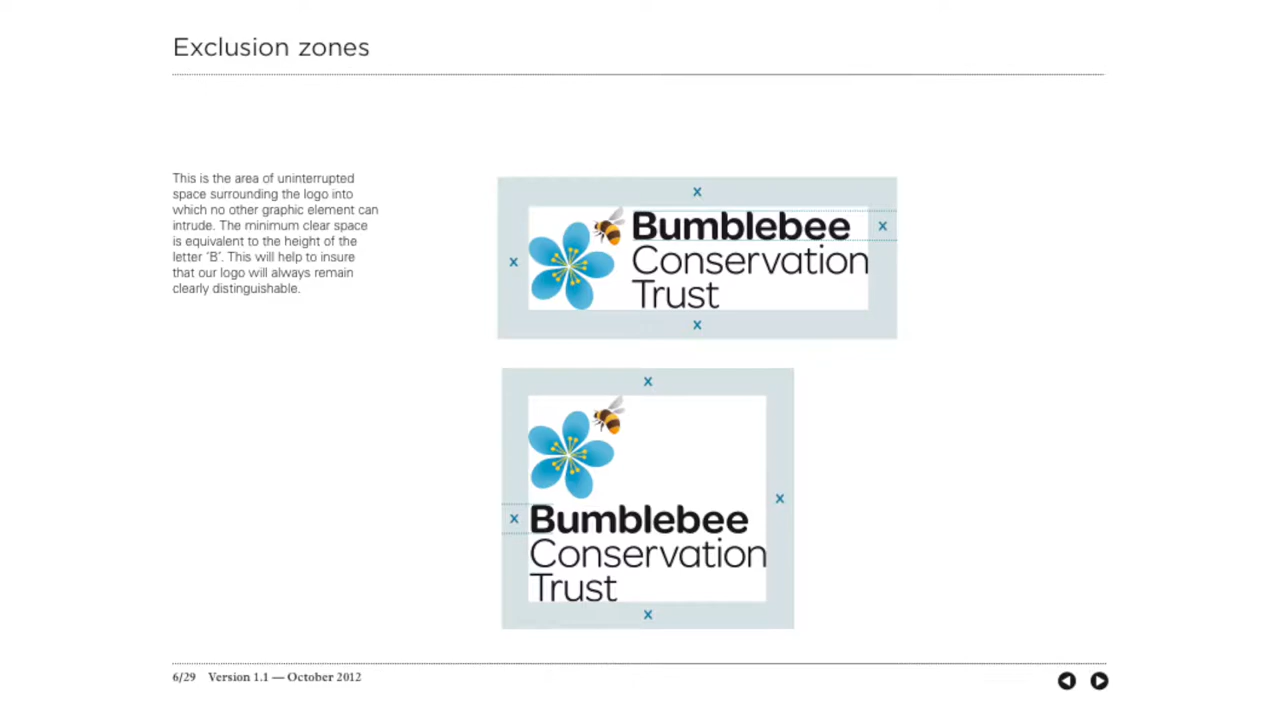 Exclusion zones
This is the area of uninterrupted
space surrounding the logo into
which no other graphic element can
intrude. The minimum clear space
is equivalent to the height of the
letter ‘B’. This will help to insure
that our logo will always remain
clearly distinguishable.
x
Bumblebee
x
x
Conservation
Trust
x
x
x
x
Bumblebee
Conservation
Trust
x
6/29 Version 1.1 — October 2012